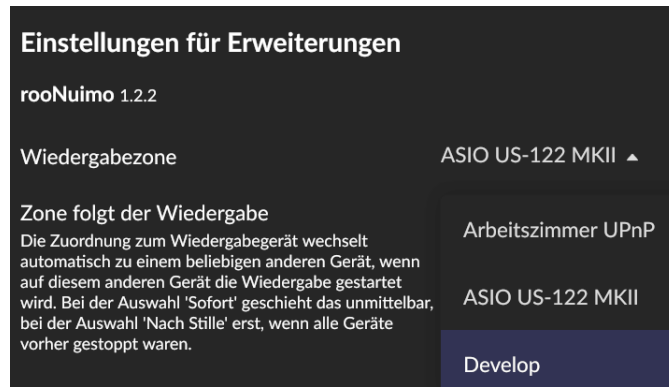 Einstellungen für Erweiterungen
rooNuimo 1.2.2
Wiedergabezone
ASIO US-122 MKII
Zone folgt der Wiedergabe
Die Zuordnung zum Wiedergabegerät wechselt
automatisch zu einem beliebigen anderen Gerät, wenn
auf diesem anderen Gerät die Wiedergabe gestartet
wird. Bei der Auswahl 'Sofort' geschieht das unmittelbar,
bei der Auswahl 'Nach Stille' erst, wenn alle Geräte
vorher gestoppt waren.
Arbeitszimmer UPnP
ASIO US-122 MKII
Develop